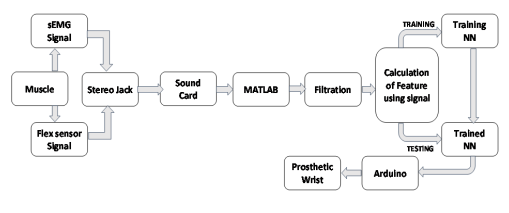 sEMG
Signal
Muscle
Flex sensor
Signal
Stereo Jack
Sound
Card
MATLAB
Filtration
Calculation
of Feature
using signal
TRAINING
Training
NN
TESTING
Trained
NN
Arduino
Prosthetic
Wrist